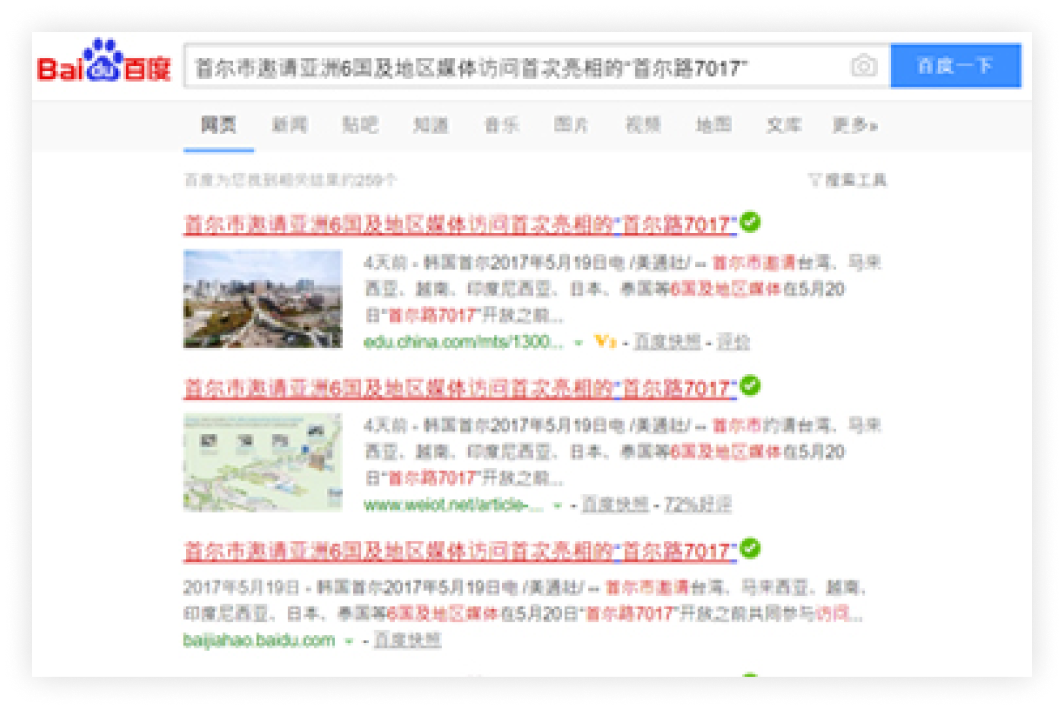 Bai du 百度
首尔市邀请亚洲6国及地区媒体访问首次亮相的“首尔路7017”
百度一下
网页 新闻 贴吧 知道 音乐 图片 视频 地图 文库 更多»
百度为您找到相关结果约259个
搜索工具
首尔市邀请亚洲6国及地区媒体访问首次亮相的“首尔路7017”
4天前 - 韩国首尔2017年5月19日电 /美通社/ -- 首尔市邀请台湾、马来
西亚、越南、印度尼西亚、日本、泰国等6国及地区媒体在5月20
日“首尔路7017”开放之前...
edu.china.com/mts/1300... - 百度快照 - 评价
首尔市邀请亚洲6国及地区媒体访问首次亮相的“首尔路7017”
4天前 - 韩国首尔2017年5月19日电 /美通社/ -- 首尔市约请台湾、马来
西亚、越南、印度尼西亚、日本、泰国等6国及地区媒体在5月20
日“首尔路7017”开放之前...
www.weiot.net/article-... - 百度快照 - 72%好评
首尔市邀请亚洲6国及地区媒体访问首次亮相的“首尔路7017”
2017年5月19日 - 韩国首尔2017年5月19日电 /美通社/ -- 首尔市邀请台湾、马来西亚、越南、
印度尼西亚、日本、泰国等6国及地区媒体在5月20日“首尔路7017”开放之前共同参与访问...
baijiahao.baidu.com - 百度快照